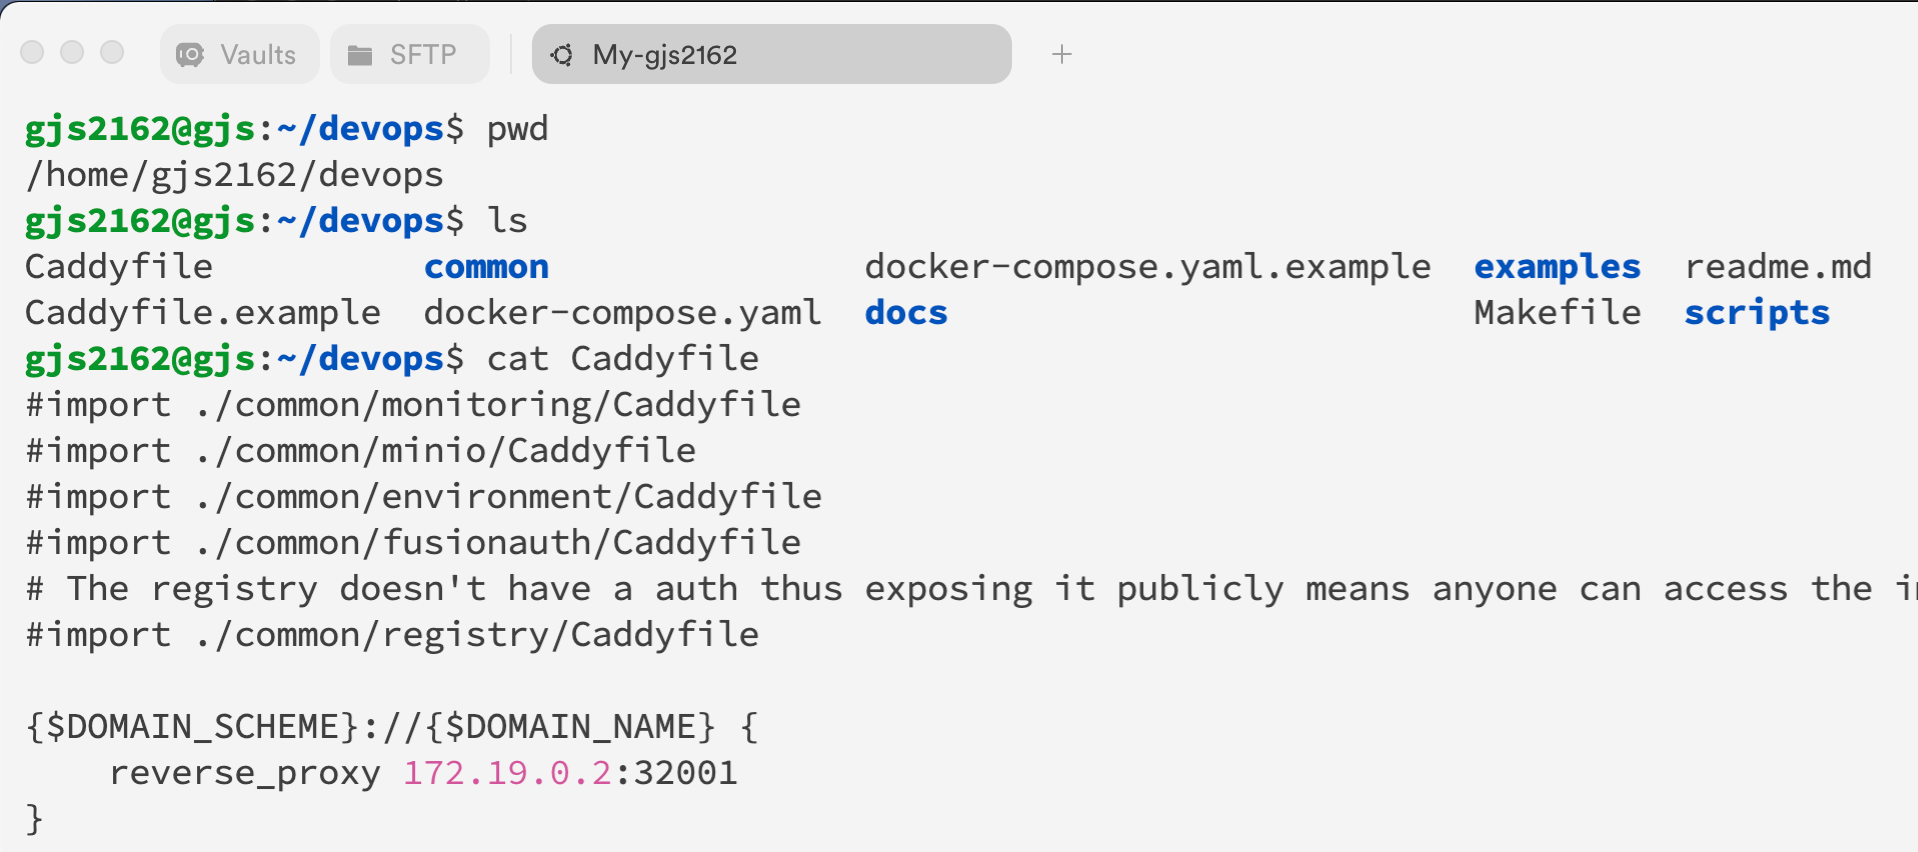 Vaults SFTP My-gjs2162 +
gjs2162@gjs:~/devops$ pwd
/home/gjs2162/devops
gjs2162@gjs:~/devops$ ls
Caddyfile common docker-compose.yaml.example examples readme.md
Caddyfile.example docker-compose.yaml docs Makefile scripts
gjs2162@gjs:~/devops$ cat Caddyfile
#import ./common/monitoring/Caddyfile
#import ./common/minio/Caddyfile
#import ./common/environment/Caddyfile
#import ./common/fusionauth/Caddyfile
# The registry doesn't have a auth thus exposing it publicly means anyone can access the
#import ./common/registry/Caddyfile
{$DOMAIN_SCHEME}://{$DOMAIN_NAME} {
    reverse_proxy 172.19.0.2:32001
}